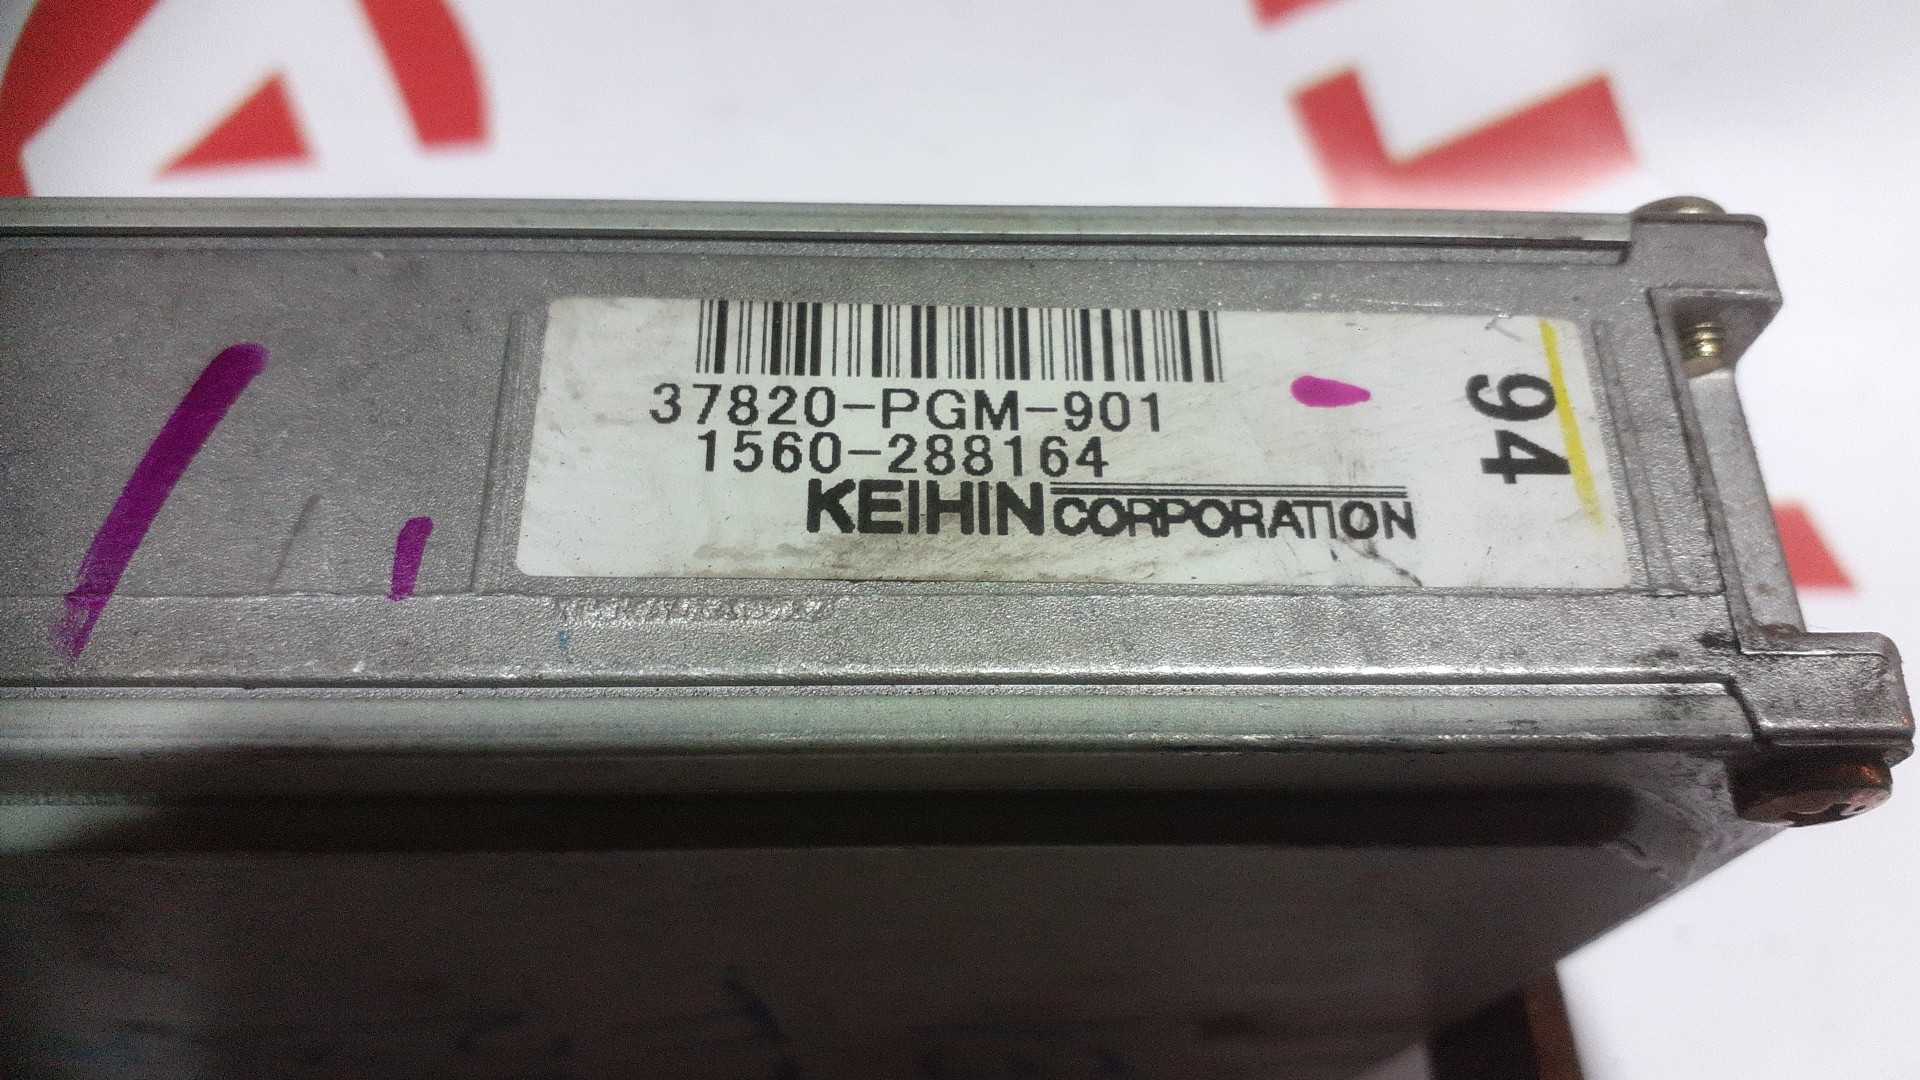 37820-PGM-901
1560-288164
KEIHIN CORPORATION
94